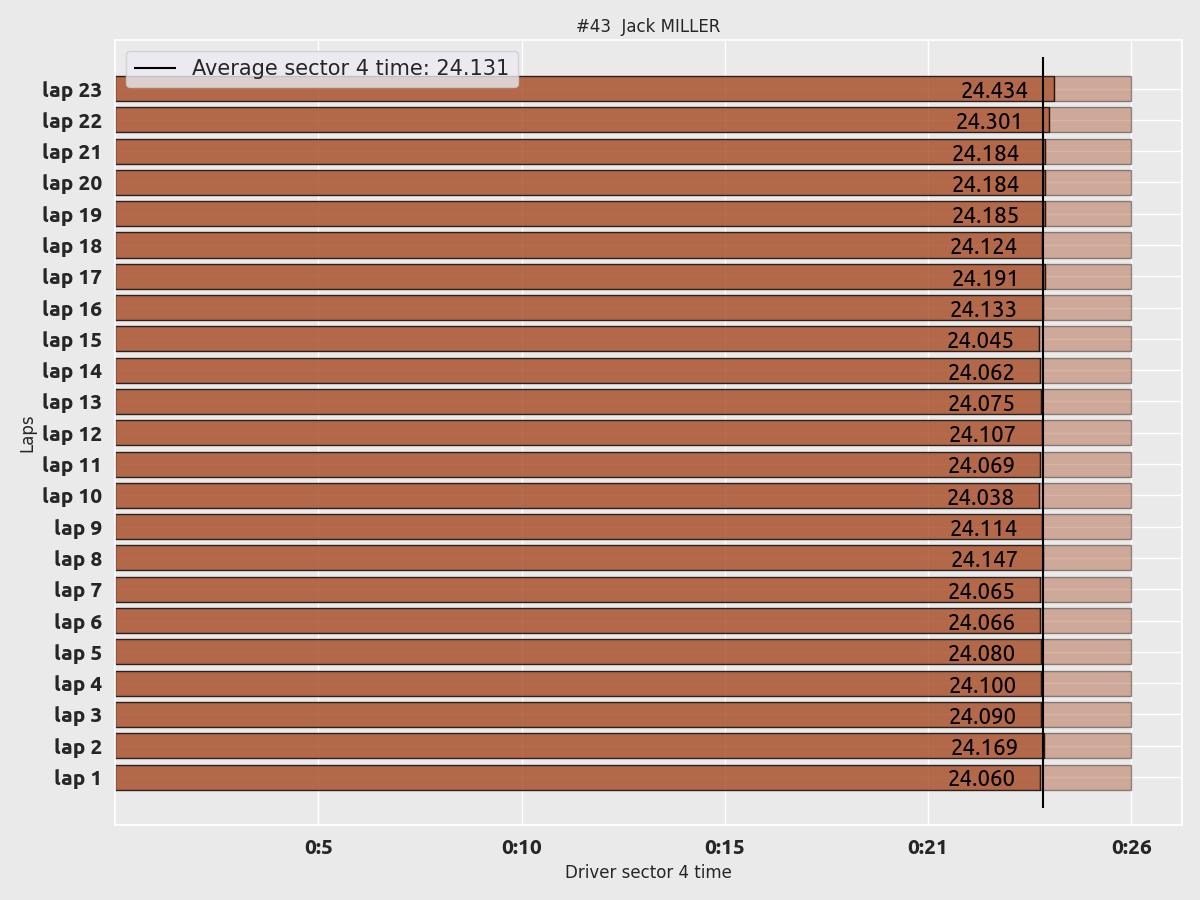 #43 Jack MILLER
Average sector 4 time: 24.131
lap 23 24.434
lap 22 24.301
lap 21 24.184
lap 20 24.184
lap 19 24.185
lap 18 24.124
lap 17 24.191
lap 16 24.133
lap 15 24.045
lap 14 24.062
lap 13 24.075
lap 12 24.107
lap 11 24.069
lap 10 24.038
lap 9 24.114
lap 8 24.147
lap 7 24.065
lap 6 24.066
lap 5 24.080
lap 4 24.100
lap 3 24.090
lap 2 24.169
lap 1 24.060
Laps
0:5 0:10 0:15 0:21 0:26
Driver sector 4 time